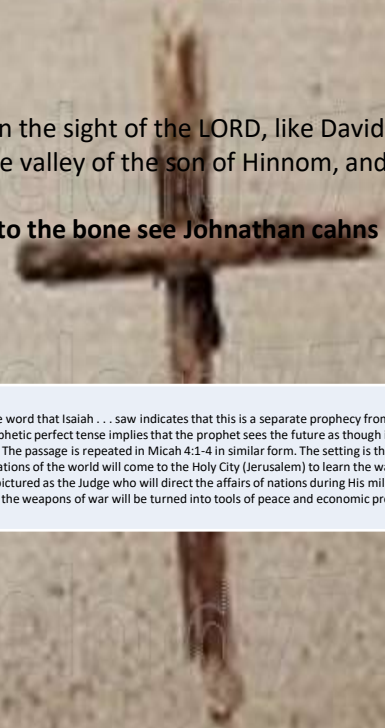 n the sight of the LORD, like David
e valley of the son of Hinnom, and
to the bone see Johnathan cahns
e word that Isaiah . . . saw indicates that this is a separate prophecy from
phetic perfect tense implies that the prophet sees the future as though
The passage is repeated in Micah 4:1-4 in similar form. The setting is th
ations of the world will come to the Holy City (Jerusalem) to learn the wa
pictured as the Judge who will direct the affairs of nations during His mil
the weapons of war will be turned into tools of peace and economic pro